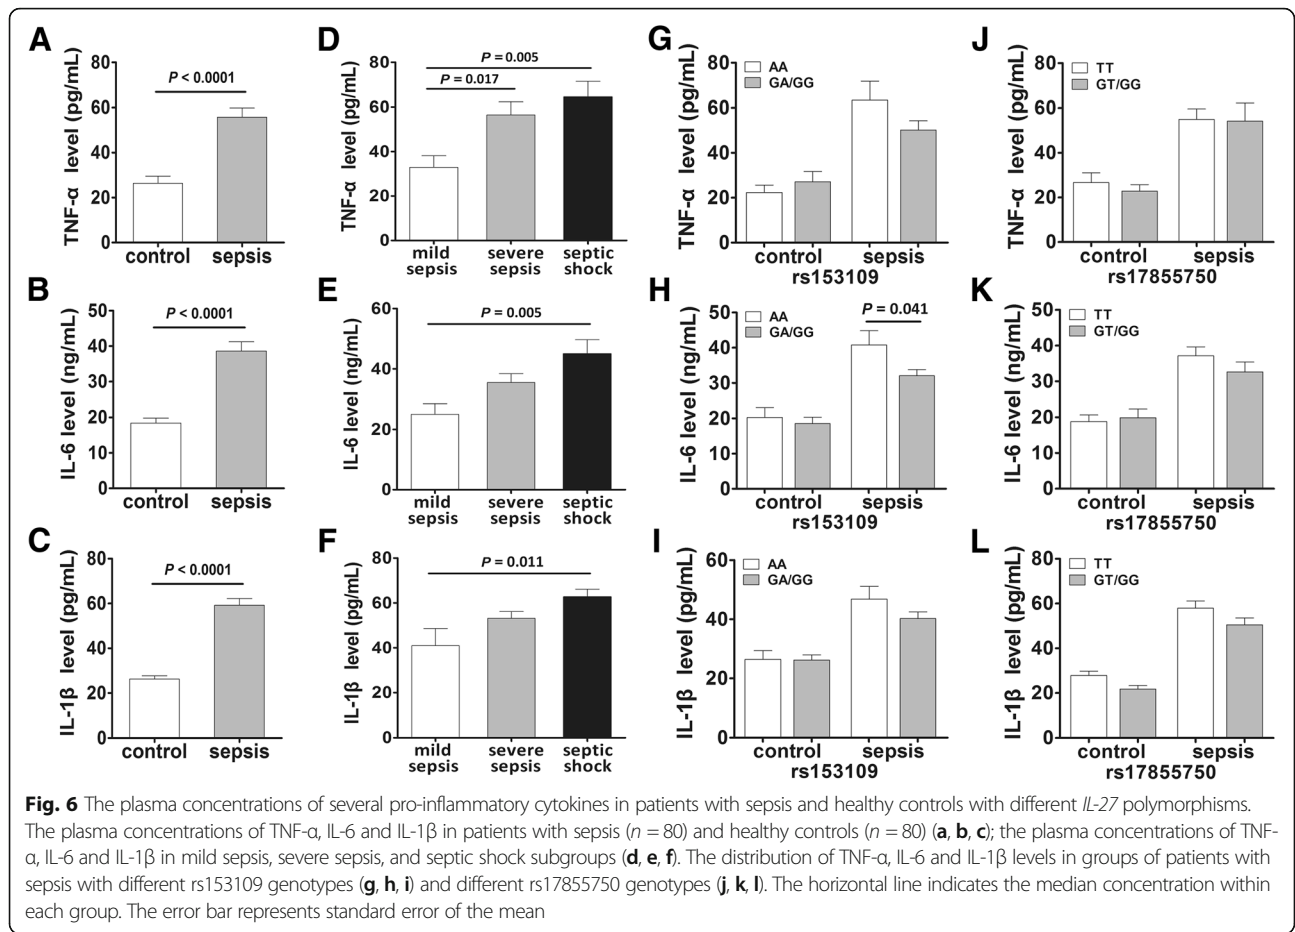 A
TNF-α level (pg/mL)
80
60
40
20
0
P < 0.0001
control sepsis
D
TNF-α level (pg/mL)
80
60
40
20
0
P = 0.005
P = 0.017
mild severe septic
sepsis sepsis shock
G
TNF-α level (pg/mL)
80
60
40
20
0
AA
GA/GG
control sepsis
rs153109
J
TNF-α level (pg/mL)
80
60
40
20
0
TT
GT/GG
control sepsis
rs17855750
B
IL-6 level (ng/mL)
50
40
30
20
10
0
P < 0.0001
control sepsis
E
IL-6 level (ng/mL)
60
40
20
0
P = 0.005
mild severe septic
sepsis sepsis shock
H
IL-6 level (ng/mL)
50
40
30
20
10
0
AA
GA/GG
P = 0.041
control sepsis
rs153109
K
IL-6 level (ng/mL)
50
40
30
20
10
0
TT
GT/GG
control sepsis
rs17855750
C
IL-1β level (pg/mL)
80
60
40
20
0
P < 0.0001
control sepsis
F
IL-1β level (pg/mL)
80
60
40
20
0
P = 0.011
mild severe septic
sepsis sepsis shock
I
IL-1β level (pg/mL)
60
40
20
0
AA
GA/GG
control sepsis
rs153109
L
IL-1β level (pg/mL)
80
60
40
20
0
TT
GT/GG
control sepsis
rs17855750
Fig. 6 The plasma concentrations of several pro-inflammatory cytokines in patients with sepsis and healthy controls with different IL-27 polymorphisms.
The plasma concentrations of TNF-α, IL-6 and IL-1β in patients with sepsis (n = 80) and healthy controls (n = 80) (a, b, c); the plasma concentrations of TNF-
α, IL-6 and IL-1β in mild sepsis, severe sepsis, and septic shock subgroups (d, e, f). The distribution of TNF-α, IL-6 and IL-1β levels in groups of patients with
sepsis with different rs153109 genotypes (g, h, i) and different rs17855750 genotypes (j, k, l). The horizontal line indicates the median concentration within
each group. The error bar represents standard error of the mean